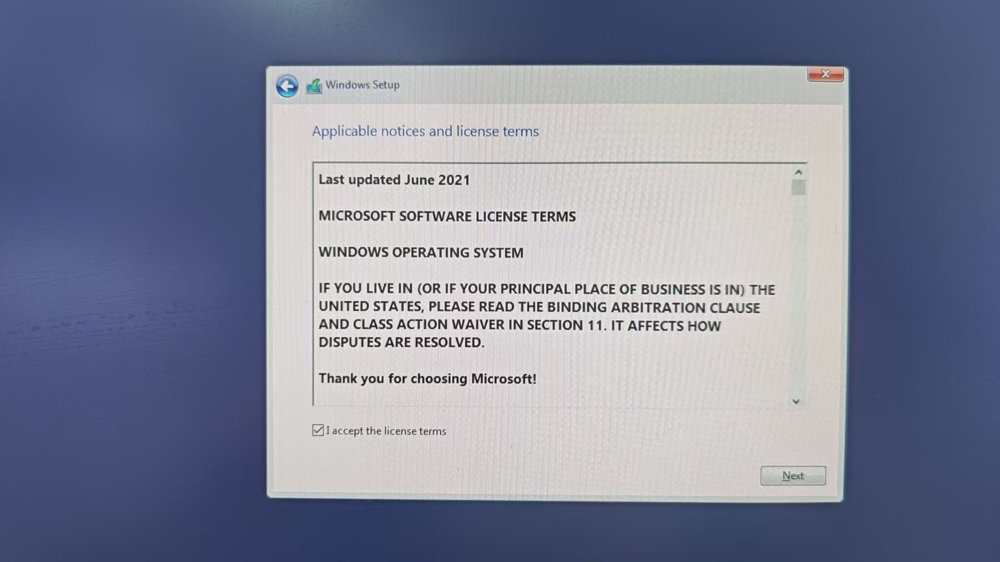 Windows Setup
Applicable notices and license terms
Last updated June 2021
MICROSOFT SOFTWARE LICENSE TERMS
WINDOWS OPERATING SYSTEM
IF YOU LIVE IN (OR IF YOUR PRINCIPAL PLACE OF BUSINESS IS IN) THE
UNITED STATES, PLEASE READ THE BINDING ARBITRATION CLAUSE
AND CLASS ACTION WAIVER IN SECTION 11. IT AFFECTS HOW
DISPUTES ARE RESOLVED.
Thank you for choosing Microsoft!
I accept the license terms
Next